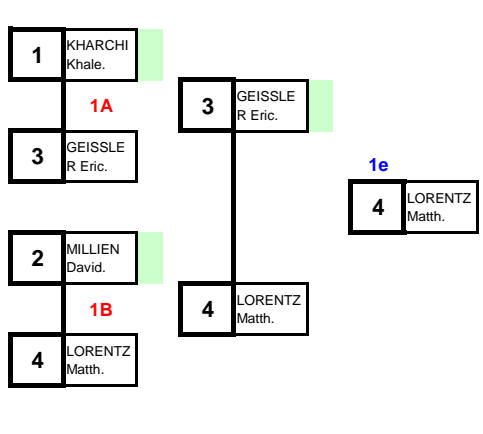 1
KHARCHI
Khale.
1A
3
GEISSLE
R Eric.
2
MILLIEN
David.
1B
4
LORENTZ
Matth.
3
GEISSLE
R Eric.
4
LORENTZ
Matth.
1e
4
LORENTZ
Matth.